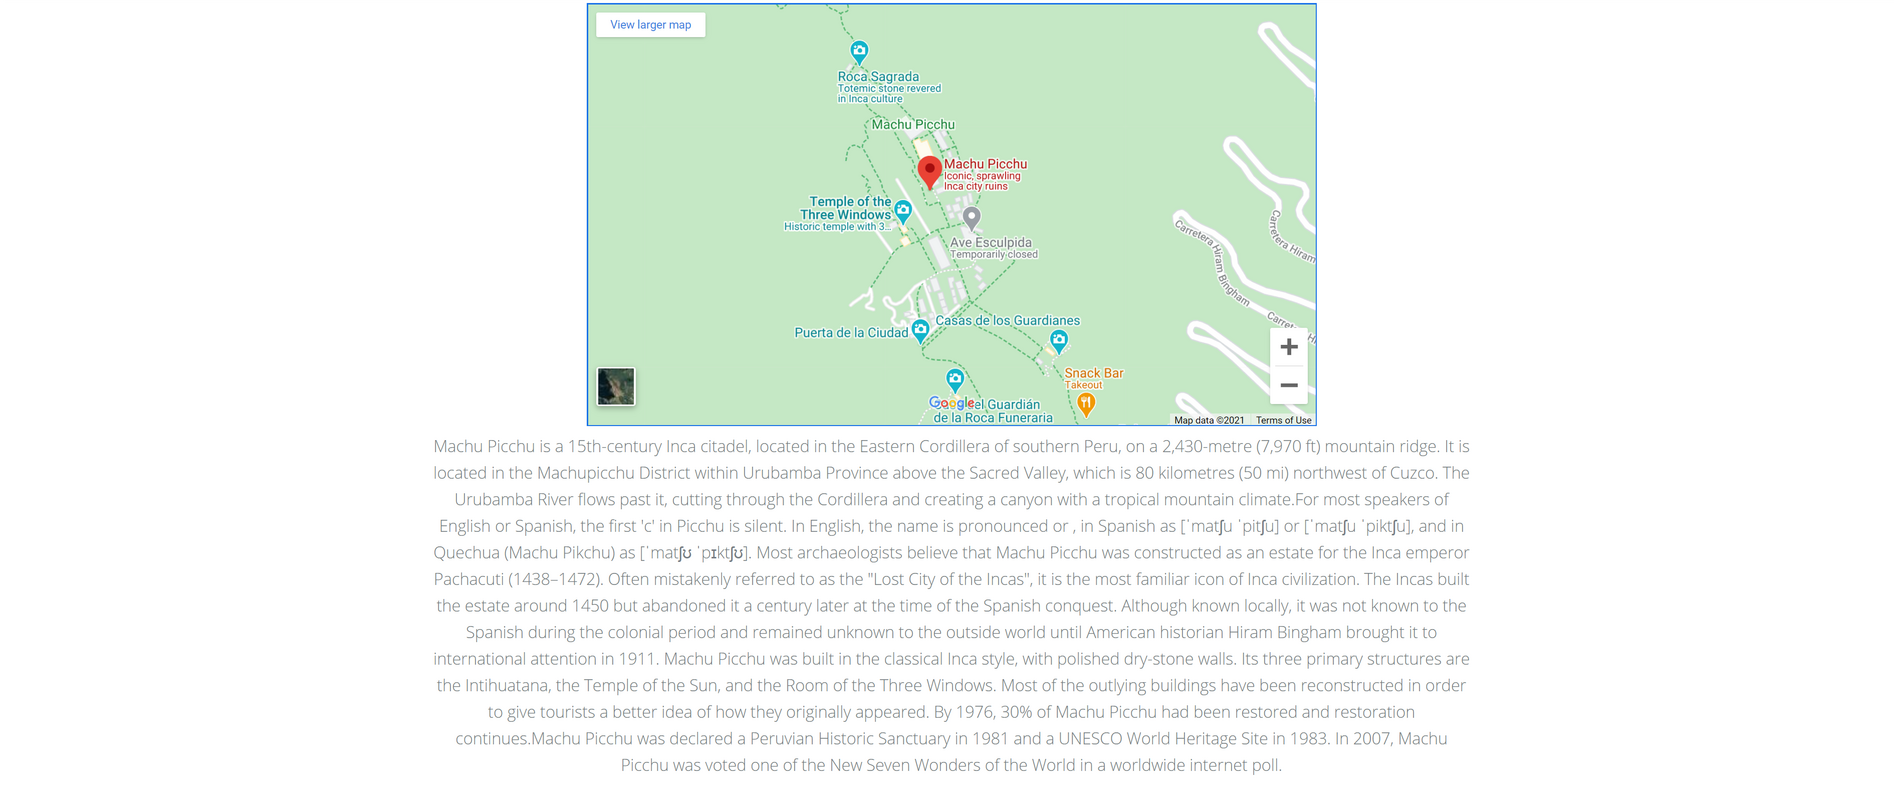 View larger map
Roca Sagrada
Totemic stone revered
in Inca culture
Machu Picchu
Machu Picchu
Iconic, sprawling
Inca city ruins
Temple of the
Three Windows
Historic temple with 3...
Ave Esculpida
Temporarily closed
Carretera Hiram Bingham
Carretera Hiram
Puerta de la Ciudad
Casas de los Guardianes
Snack Bar
Takeout
Google
el Guardián
de la Roca Funeraria
Map data ©2021 Terms of Use
Machu Picchu is a 15th-century Inca citadel, located in the Eastern Cordillera of southern Peru, on a 2,430-metre (7,970 ft) mountain ridge. It is
located in the Machupicchu District within Urubamba Province above the Sacred Valley, which is 80 kilometres (50 mi) northwest of Cuzco. The
Urubamba River flows past it, cutting through the Cordillera and creating a canyon with a tropical mountain climate.For most speakers of
English or Spanish, the first 'c' in Picchu is silent. In English, the name is pronounced or , in Spanish as [ˈmatʃu ˈpitʃu] or [ˈmatʃu ˈpiktʃu], and in
Quechua (Machu Pikchu) as [ˈmatʃʊ ˈpɪktʃʊ]. Most archaeologists believe that Machu Picchu was constructed as an estate for the Inca emperor
Pachacuti (1438–1472). Often mistakenly referred to as the "Lost City of the Incas", it is the most familiar icon of Inca civilization. The Incas built
the estate around 1450 but abandoned it a century later at the time of the Spanish conquest. Although known locally, it was not known to the
Spanish during the colonial period and remained unknown to the outside world until American historian Hiram Bingham brought it to
international attention in 1911. Machu Picchu was built in the classical Inca style, with polished dry-stone walls. Its three primary structures are
the Intihuatana, the Temple of the Sun, and the Room of the Three Windows. Most of the outlying buildings have been reconstructed in order
to give tourists a better idea of how they originally appeared. By 1976, 30% of Machu Picchu had been restored and restoration
continues.Machu Picchu was declared a Peruvian Historic Sanctuary in 1981 and a UNESCO World Heritage Site in 1983. In 2007, Machu
Picchu was voted one of the New Seven Wonders of the World in a worldwide internet poll.